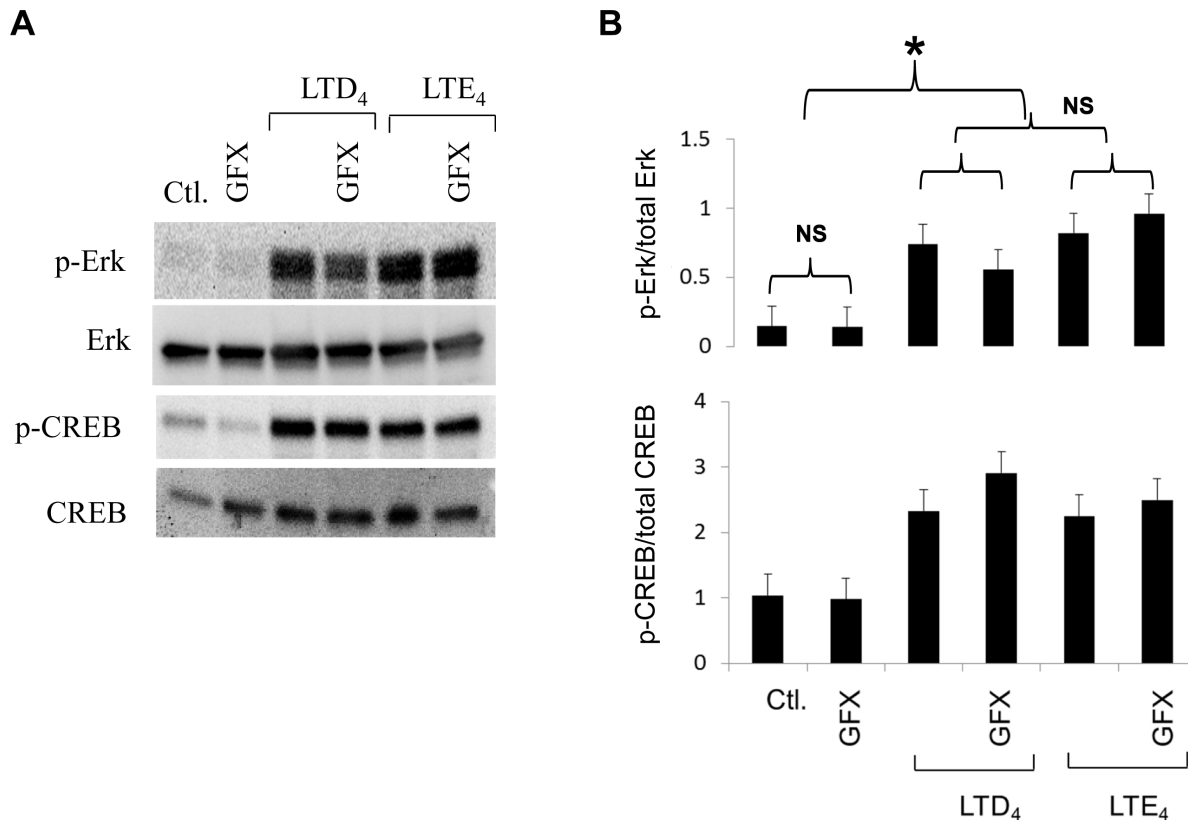 A
LTD₄ LTE₄
Ctl. GFX GFX GFX
p-Erk
Erk
p-CREB
CREB
B
*
NS
NS
p-Erk/total Erk
1.5
1
0.5
0
p-CREB/total CREB
4
3
2
1
0
Ctl. GFX GFX GFX
LTD₄ LTE₄